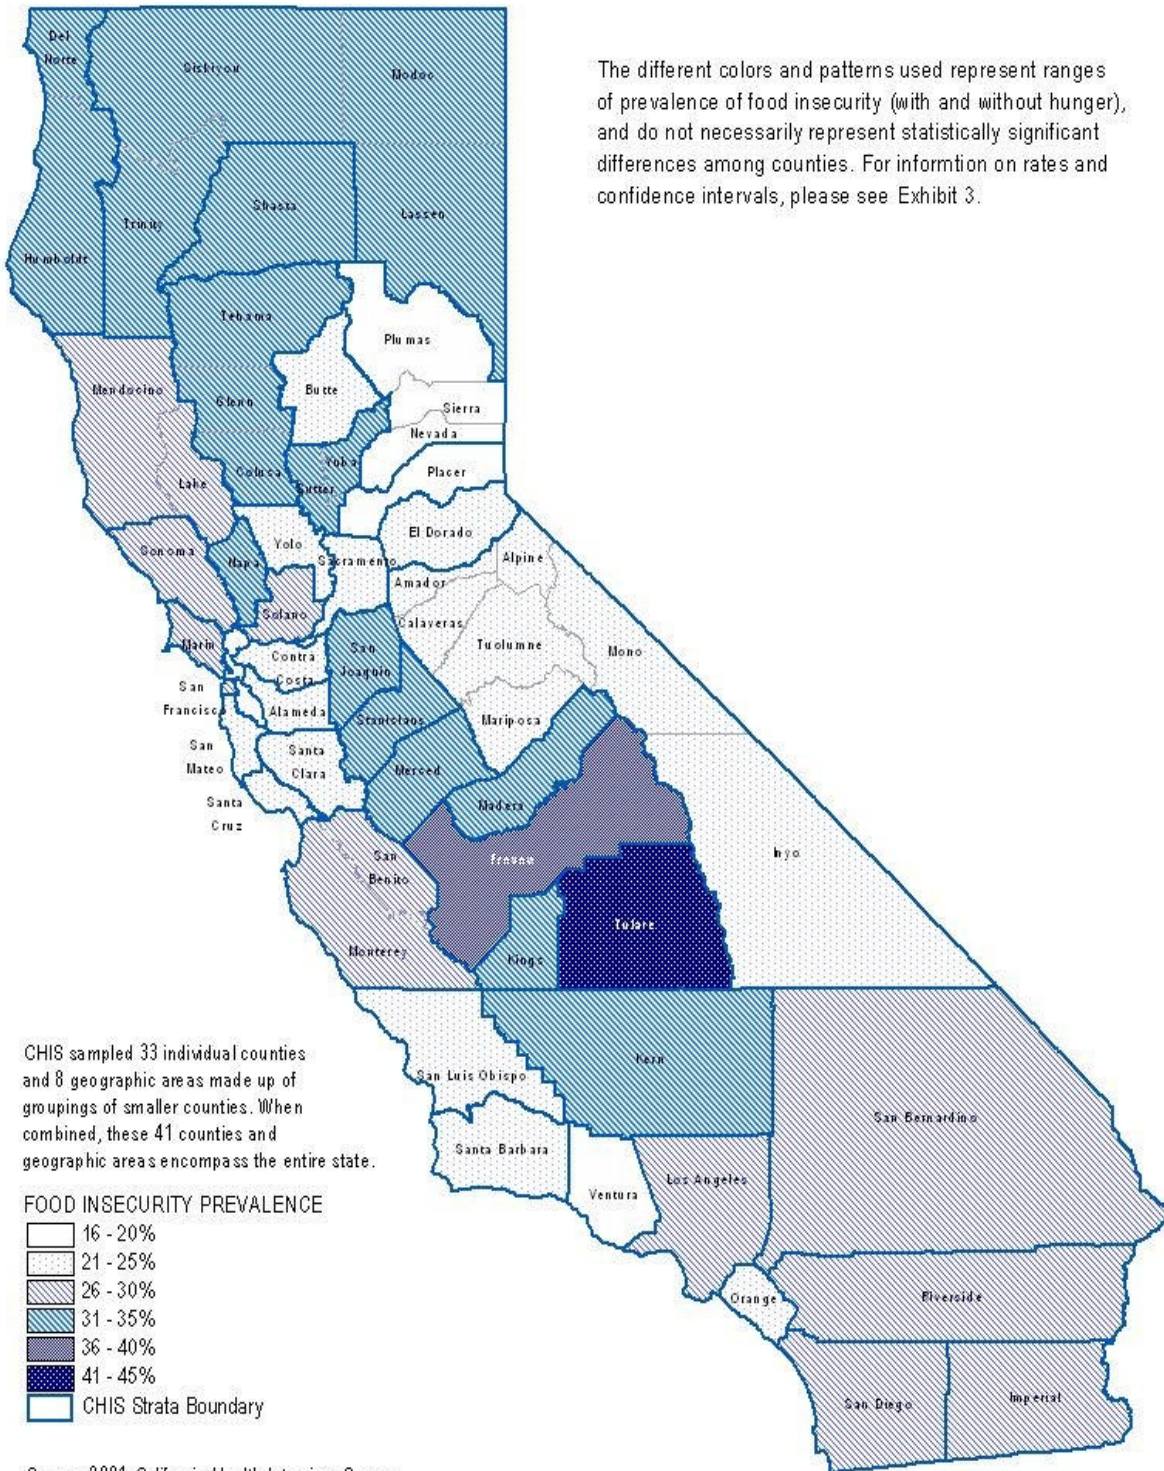 Del
Norte
Siskiyou
Modoc
The different colors and patterns used represent ranges
of prevalence of food insecurity (with and without hunger),
and do not necessarily represent statistically significant
differences among counties. For informtion on rates and
confidence intervals, please see Exhibit 3.
Shasta
Lassen
Trinity
Humboldt
Tehama
Plumas
Mendocino
Butte
Glenn
Sierra
Nevada
Yuba
Colusa
Placer
Lake
Sutter
El Dorado
Sonoma
Yolo
Napa
Sacramento
Alpine
Amador
Solano
Calaveras
Marin
San
Joaquin
Tuolumne
Mono
Contra
Costa
San
Francisco
Alameda
Stanislaus
Mariposa
San
Mateo
Santa
Clara
Merced
Santa
Cruz
Madera
San
Benito
Fresno
Inyo
Tulare
Monterey
Kings
CHIS sampled 33 individual counties
and 8 geographic areas made up of
groupings of smaller counties. When
combined, these 41 counties and
geographic areas encompass the entire state.
Kern
San Luis Obispo
San Bernardino
Santa Barbara
Los Angeles
Ventura
FOOD INSECURITY PREVALENCE
16 - 20%
21 - 25%
26 - 30%
31 - 35%
36 - 40%
41 - 45%
CHIS Strata Boundary
Orange
Riverside
San Diego
Imperial